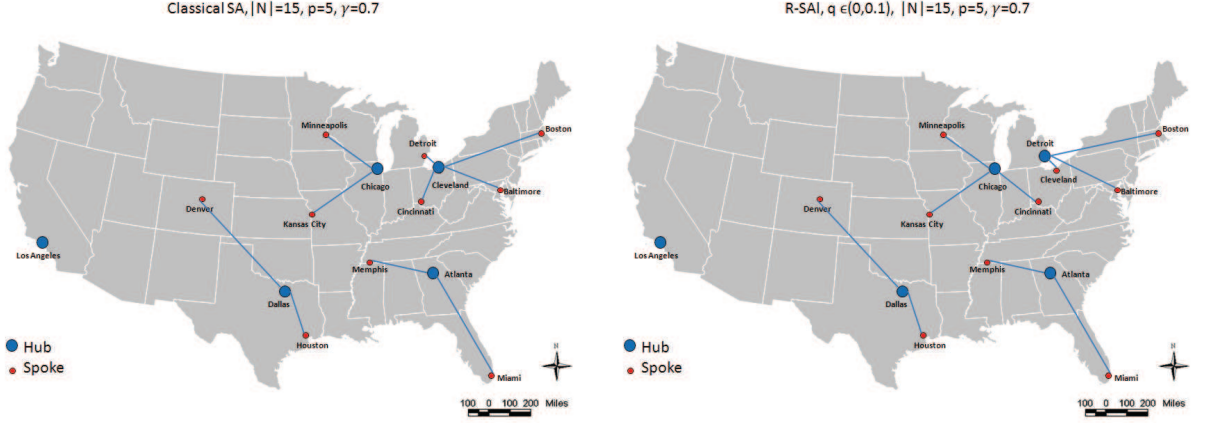 Classical SA,|N|=15, p=5, γ=0.7
Minneapolis
Boston
Detroit
Chicago
Cleveland
Baltimore
Denver
Cincinnati
Kansas City
Los Angeles
Memphis
Atlanta
Dallas
Houston
Hub
Spoke
Miami
N
100 0 100 200 Miles
R-SAI, q ϵ(0,0.1), |N|=15, p=5, γ=0.7
Minneapolis
Boston
Detroit
Chicago
Cleveland
Baltimore
Denver
Cincinnati
Kansas City
Los Angeles
Memphis
Atlanta
Dallas
Houston
Hub
Spoke
Miami
N
100 0 100 200 Miles